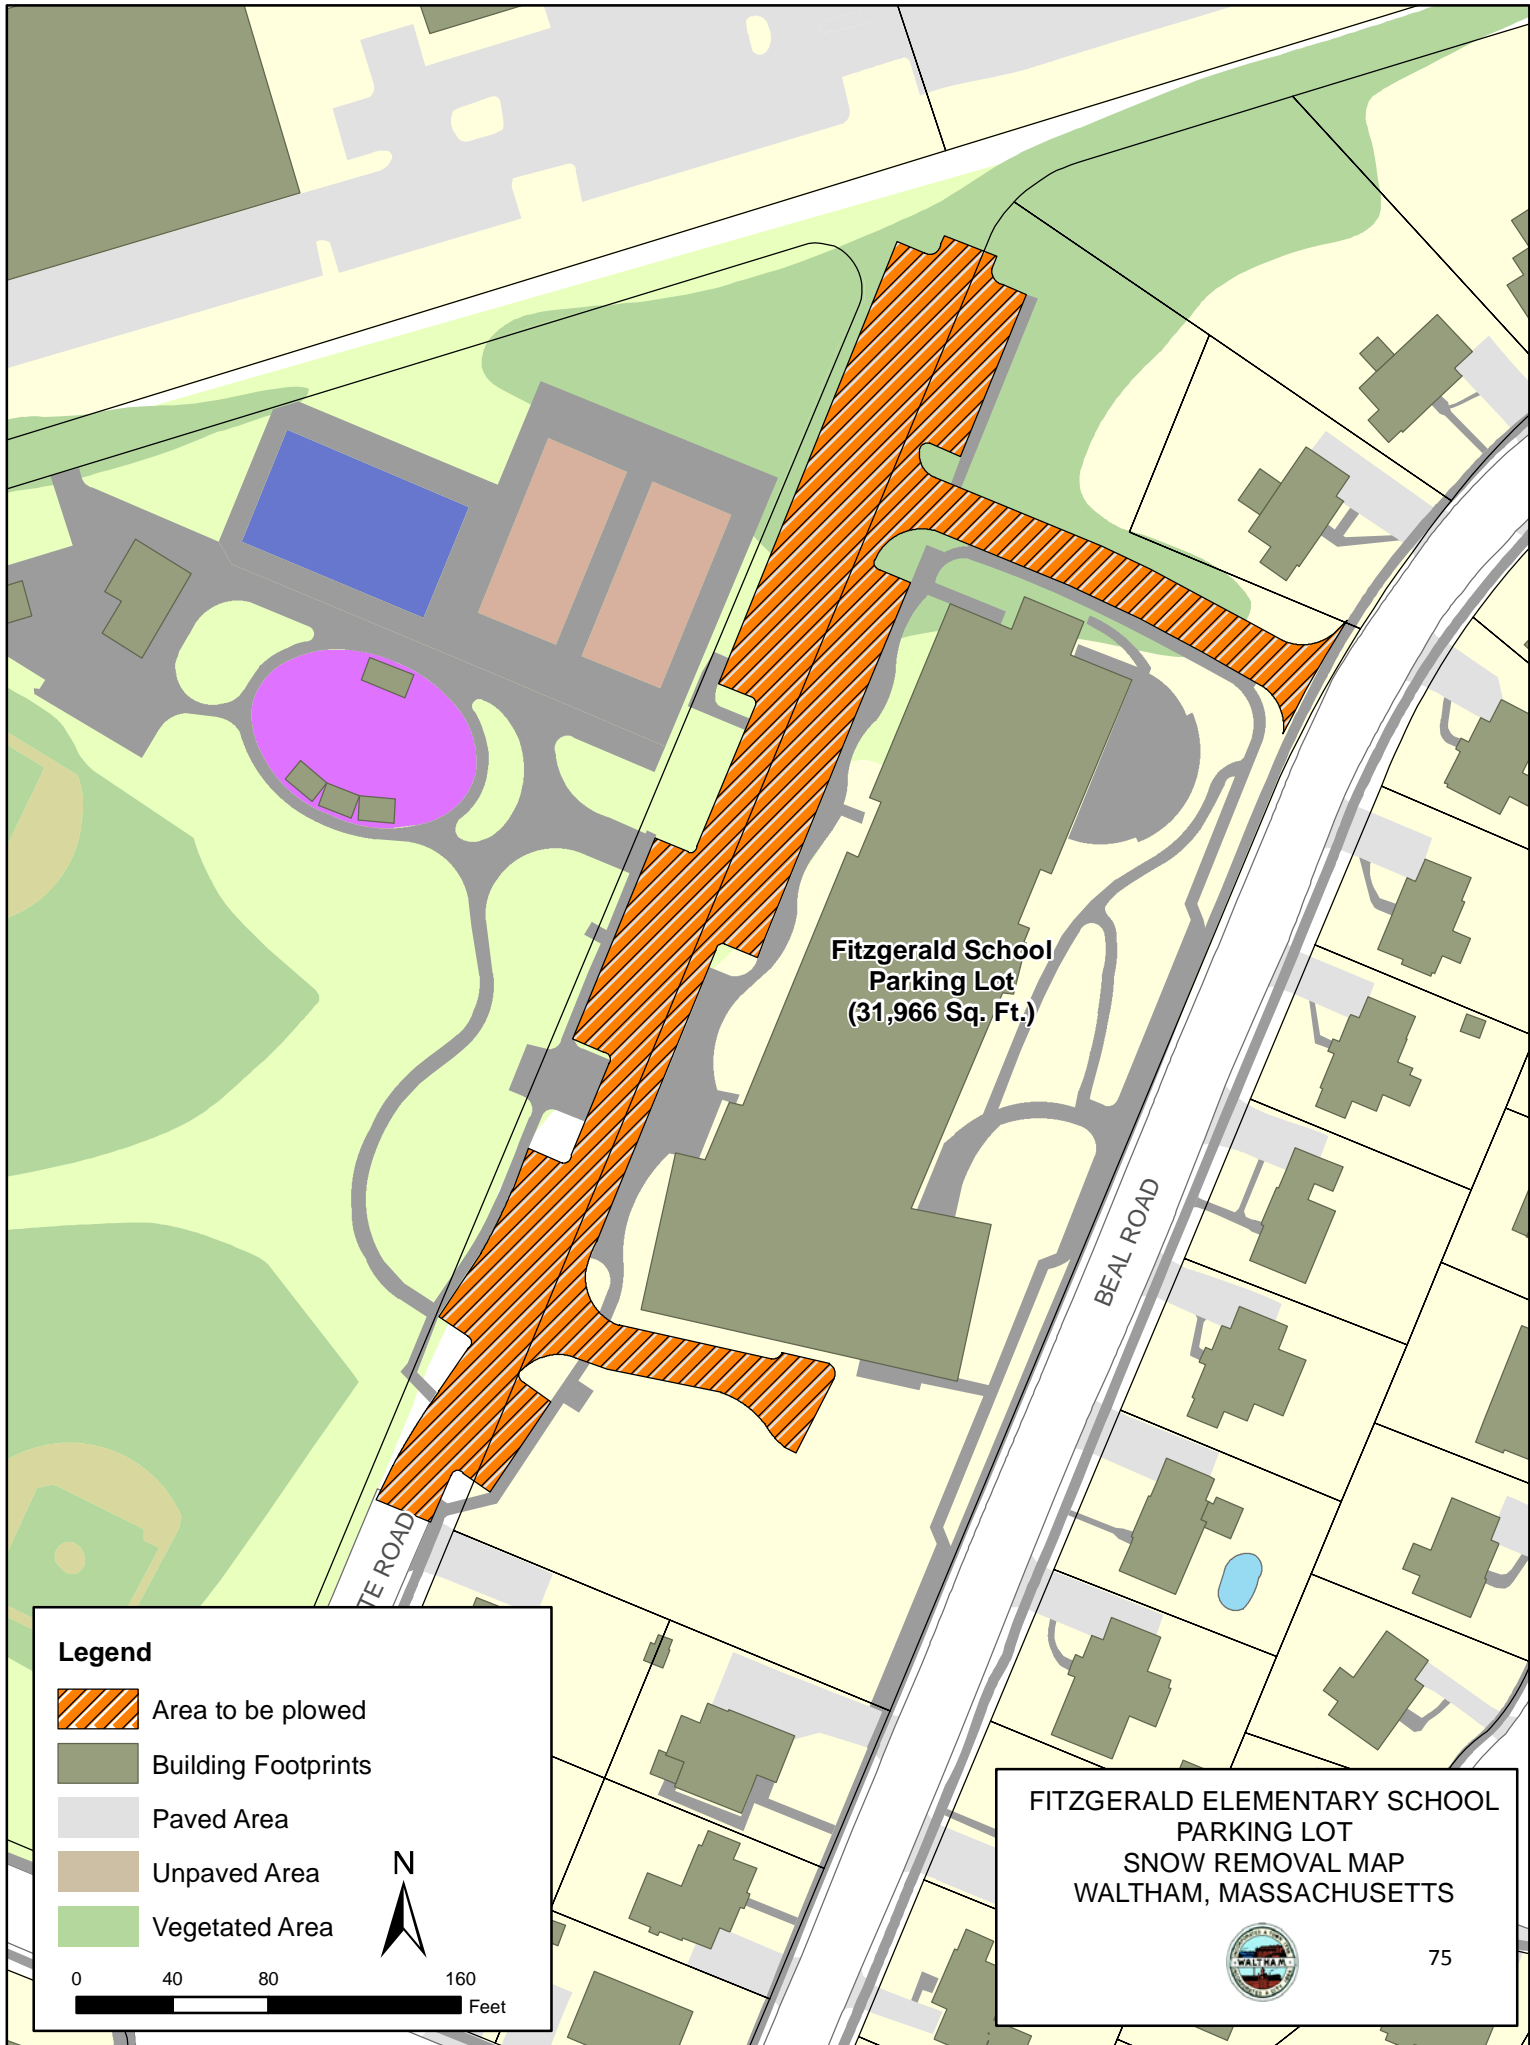 Fitzgerald School
Parking Lot
(31,966 Sq. Ft.)
BEAL ROAD
TE ROAD
Legend
Area to be plowed
Building Footprints
Paved Area
Unpaved Area
Vegetated Area
N
0 40 80 160
Feet
FITZGERALD ELEMENTARY SCHOOL
PARKING LOT
SNOW REMOVAL MAP
WALTHAM, MASSACHUSETTS
WALTHAM
75